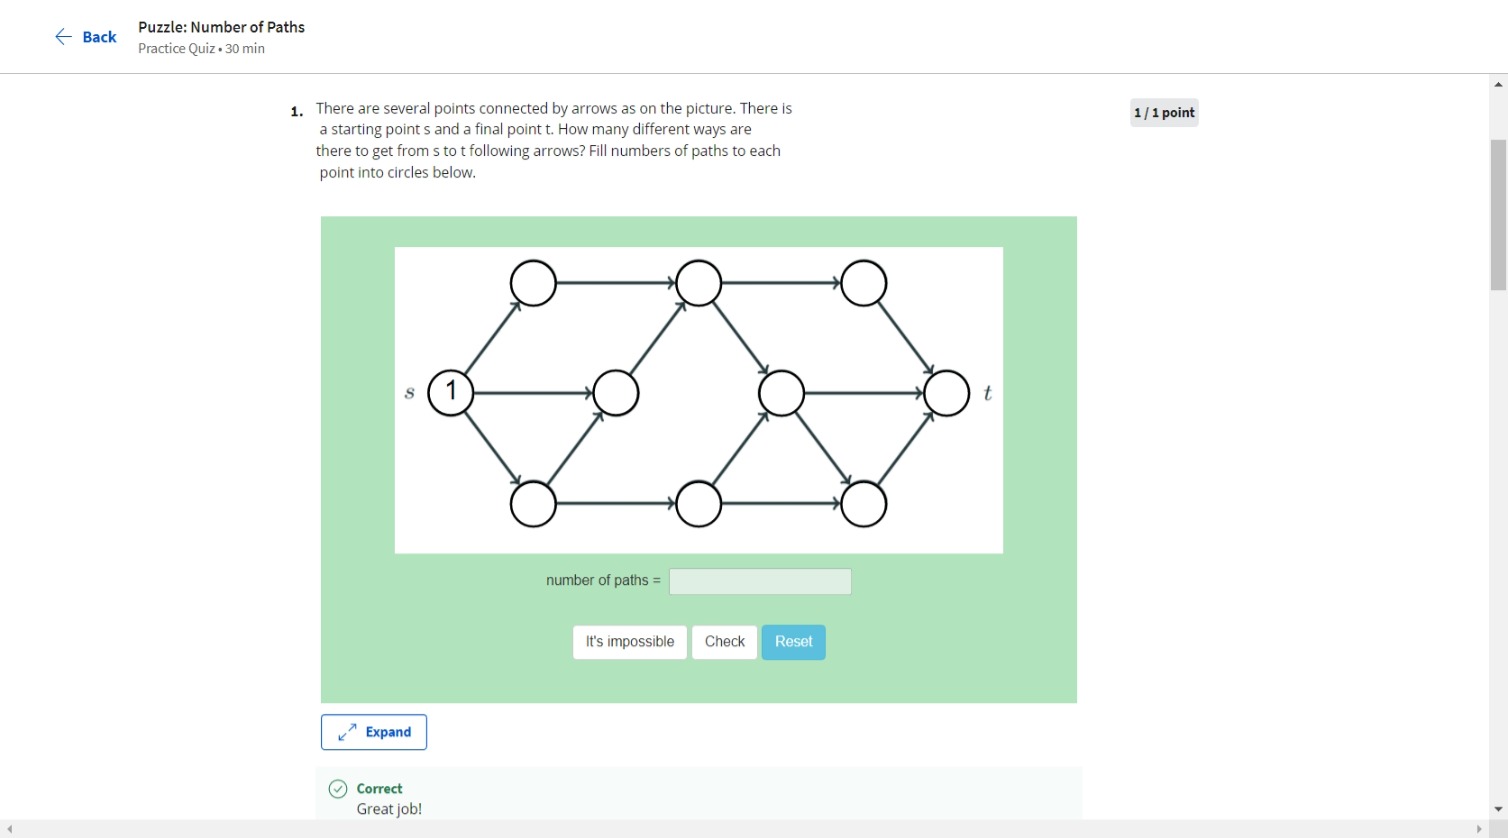 Back
Puzzle: Number of Paths
Practice Quiz • 30 min
1. There are several points connected by arrows as on the picture. There is
a starting point s and a final point t. How many different ways are
there to get from s to t following arrows? Fill numbers of paths to each
point into circles below.
1 / 1 point
s 1 t
number of paths =
It's impossible Check Reset
Expand
Correct
Great job!